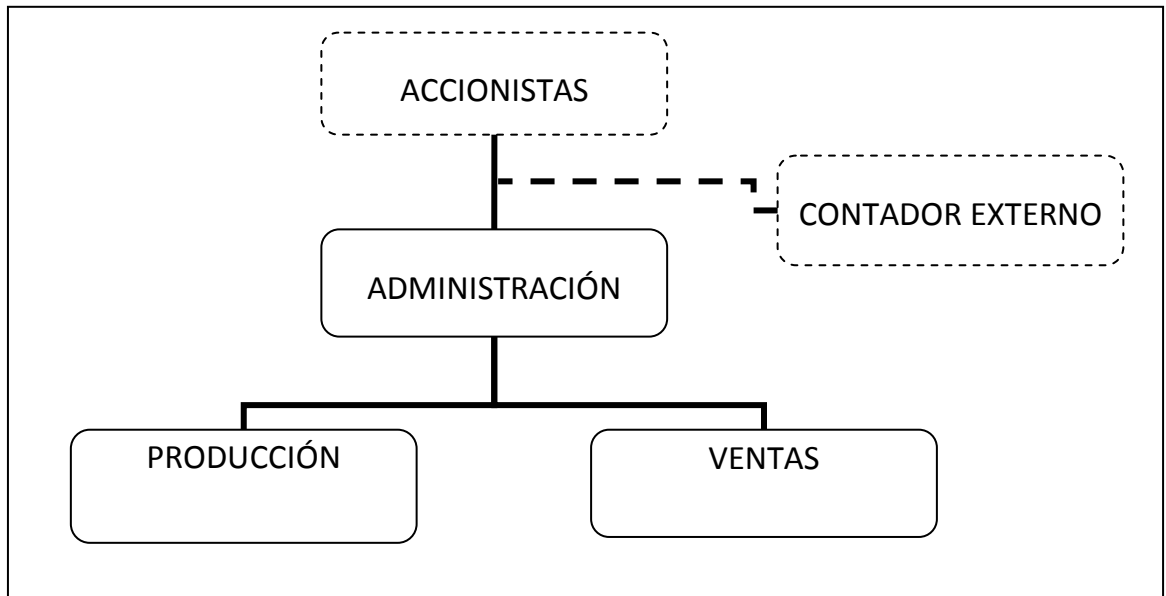 ACCIONISTAS
CONTADOR EXTERNO
ADMINISTRACIÓN
PRODUCCIÓN
VENTAS